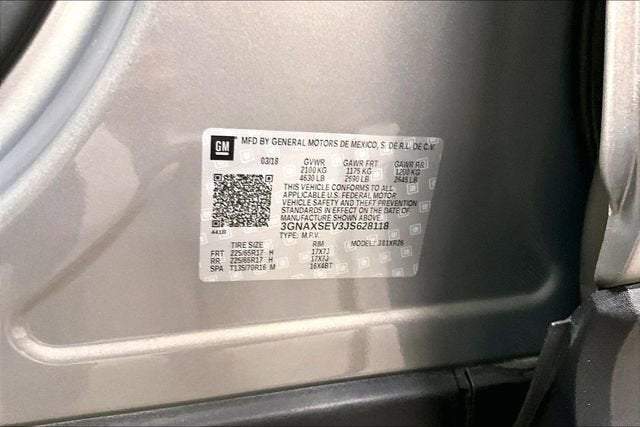 GM MFD BY GENERAL MOTORS DE MEXICO, S. DE R.L. DE C.V.
03/18 GVWR GAWR FRT GAWR RR
2100 KG 1175 KG 1200 KG
4630 LB 2590 LB 2645 LB
THIS VEHICLE CONFORMS TO ALL
APPLICABLE U.S. FEDERAL MOTOR
VEHICLE SAFETY AND THEFT PREVENTION
STANDARDS IN EFFECT ON THE DATE OF
MANUFACTURE SHOWN ABOVE.
3GNAXSEV3JS628118
TYPE: M.P.V. MODEL: 381XR26
TIRE SIZE RIM
FRT 225/65R17 H 17X7J
RR 225/65R17 H 17X7J
SPA T135/70R16 M 16X4BT